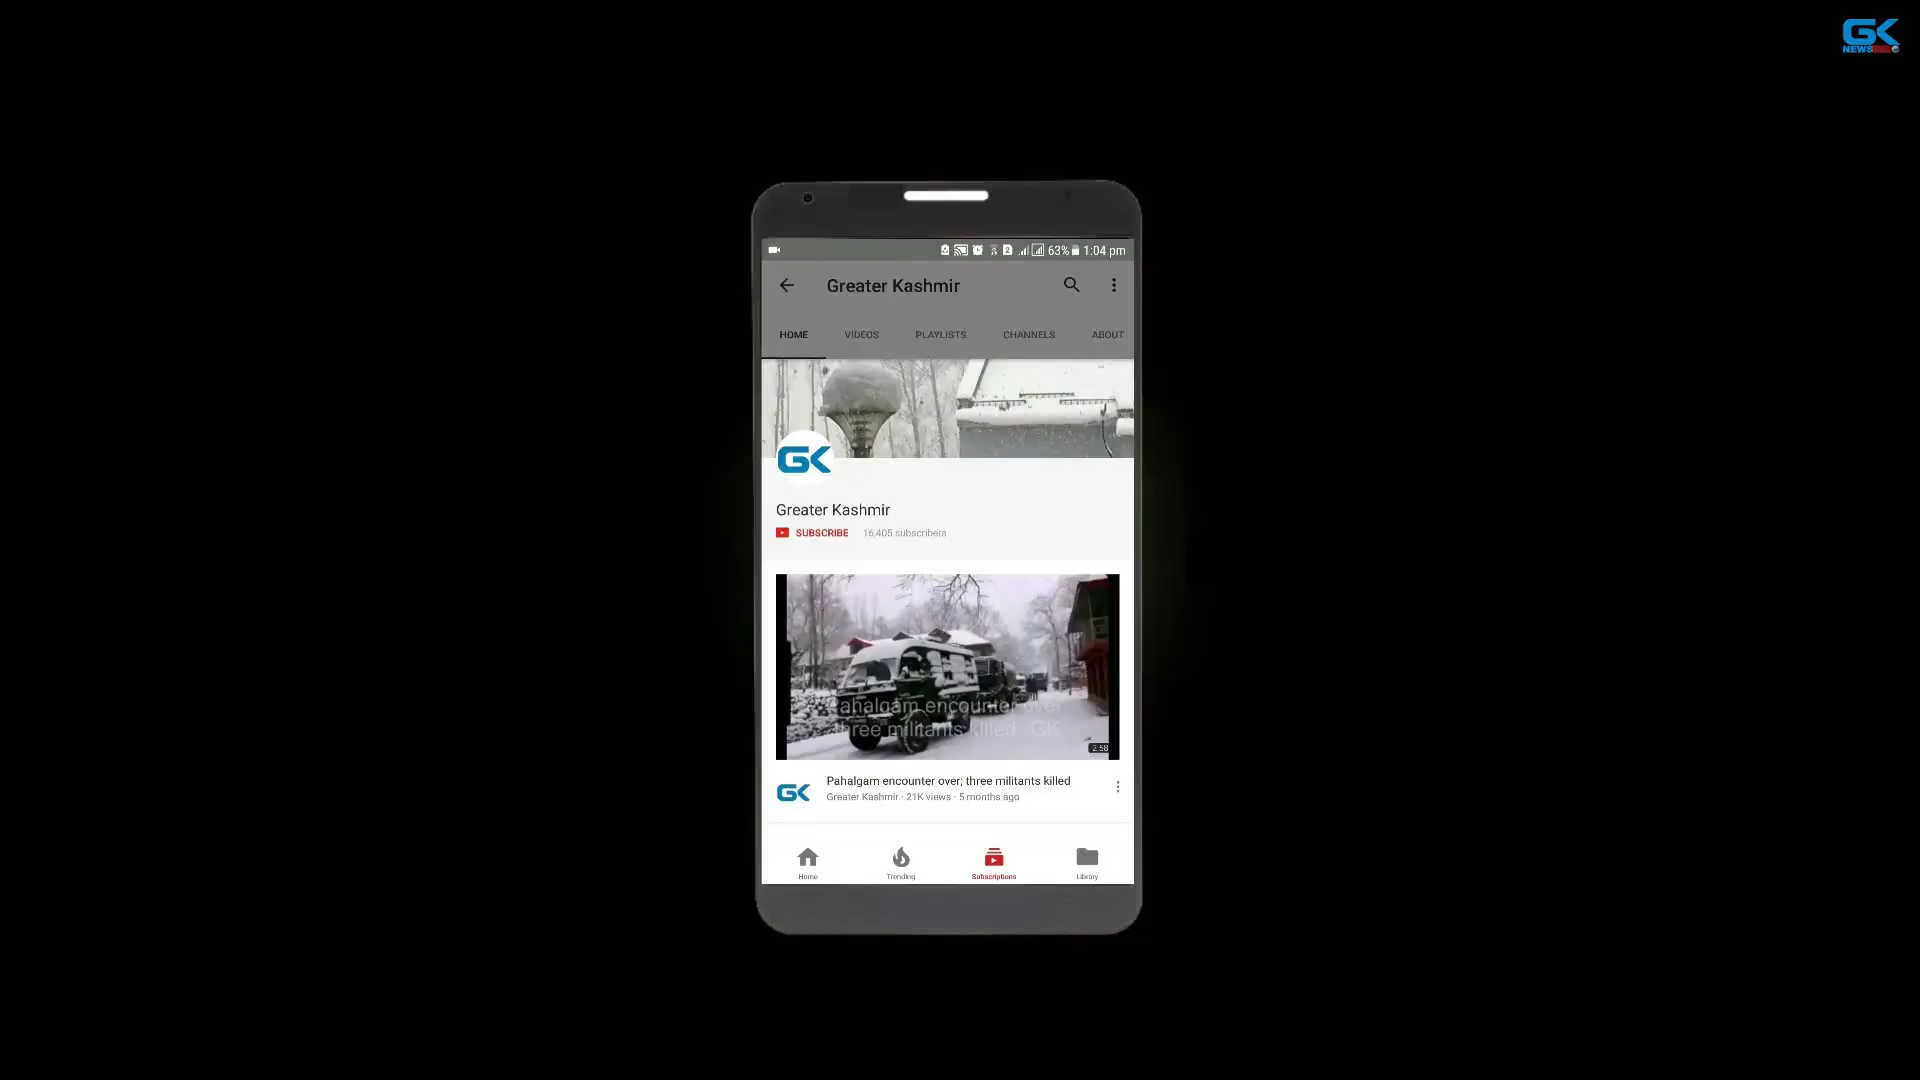 GK
NEWS
2
63%
1:04 pm
Greater Kashmir
HOME
VIDEOS
PLAYLISTS
CHANNELS
ABOUT
GK
Greater Kashmir
SUBSCRIBE
16,405 subscribers
Pahalgam encounter over
three militants killed GK
2:58
GK
Pahalgam encounter over; three militants killed
Greater Kashmir · 21K views · 5 months ago
Home
Trending
Subscriptions
Library